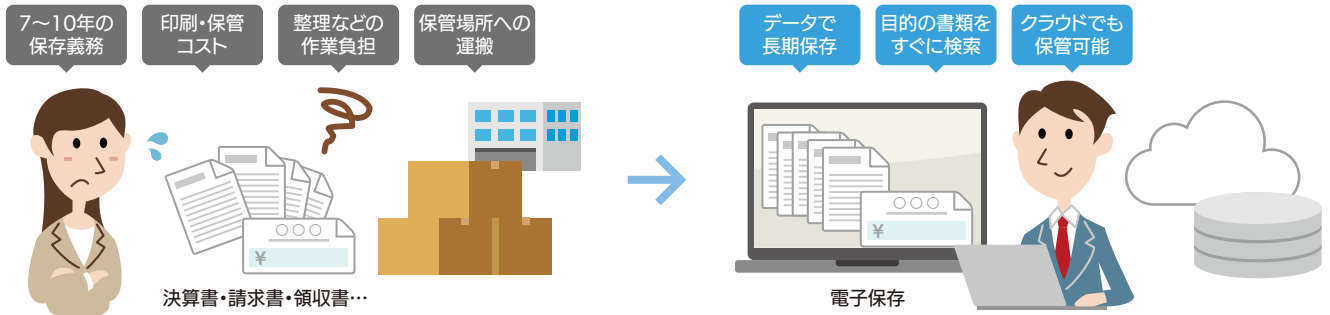 7〜10年の
保存義務
印刷・保管
コスト
整理などの
作業負担
保管場所への
運搬
データで
長期保存
目的の書類を
すぐに検索
クラウドでも
保管可能
¥
決算書・請求書・領収書…
¥
電子保存